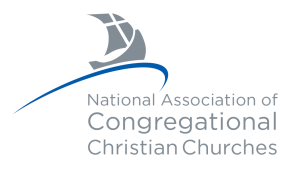 National Association of
Congregational
Christian Churches